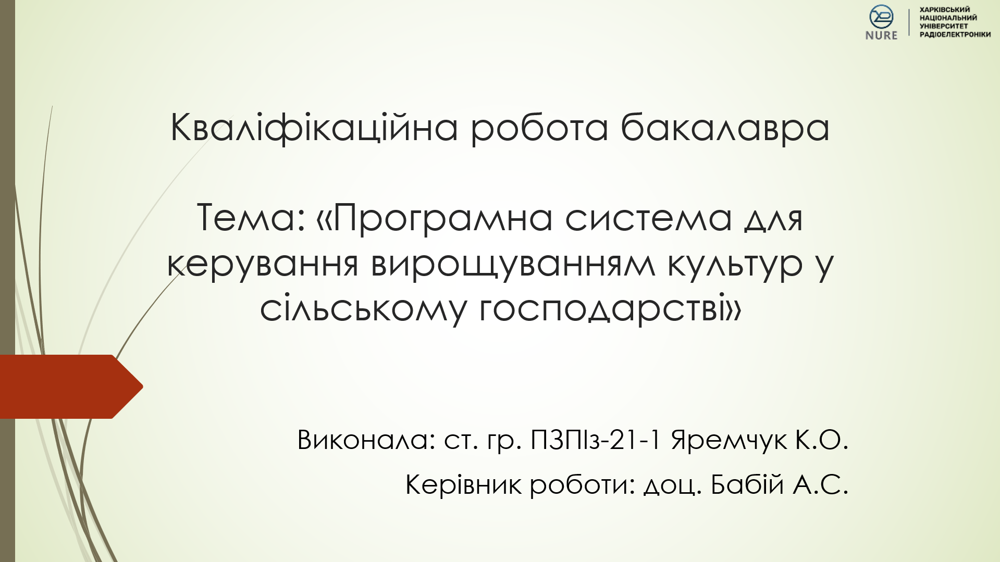 NURE
ХАРКІВСЬКИЙ
НАЦІОНАЛЬНИЙ
УНІВЕРСИТЕТ
РАДІОЕЛЕКТРОНІКИ
Кваліфікаційна робота бакалавра
Тема: «Програмна система для
керування вирощуванням культур у
сільському господарстві»
Виконала: ст. гр. ПЗПІз-21-1 Яремчук К.О.
Керівник роботи: доц. Бабій А.С.